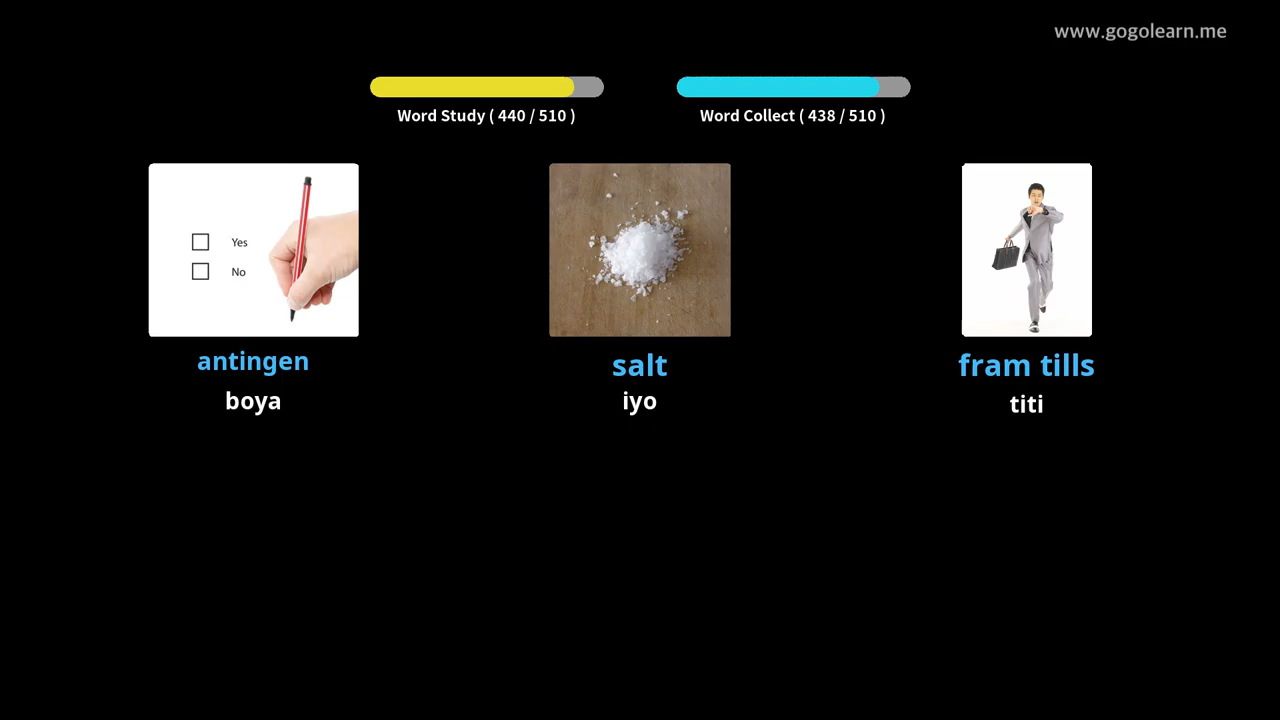 www.gogolearn.me
Word Study ( 440 / 510 )
Word Collect ( 438 / 510 )
Yes
No
antingen
boya
salt
iyo
fram tills
titi